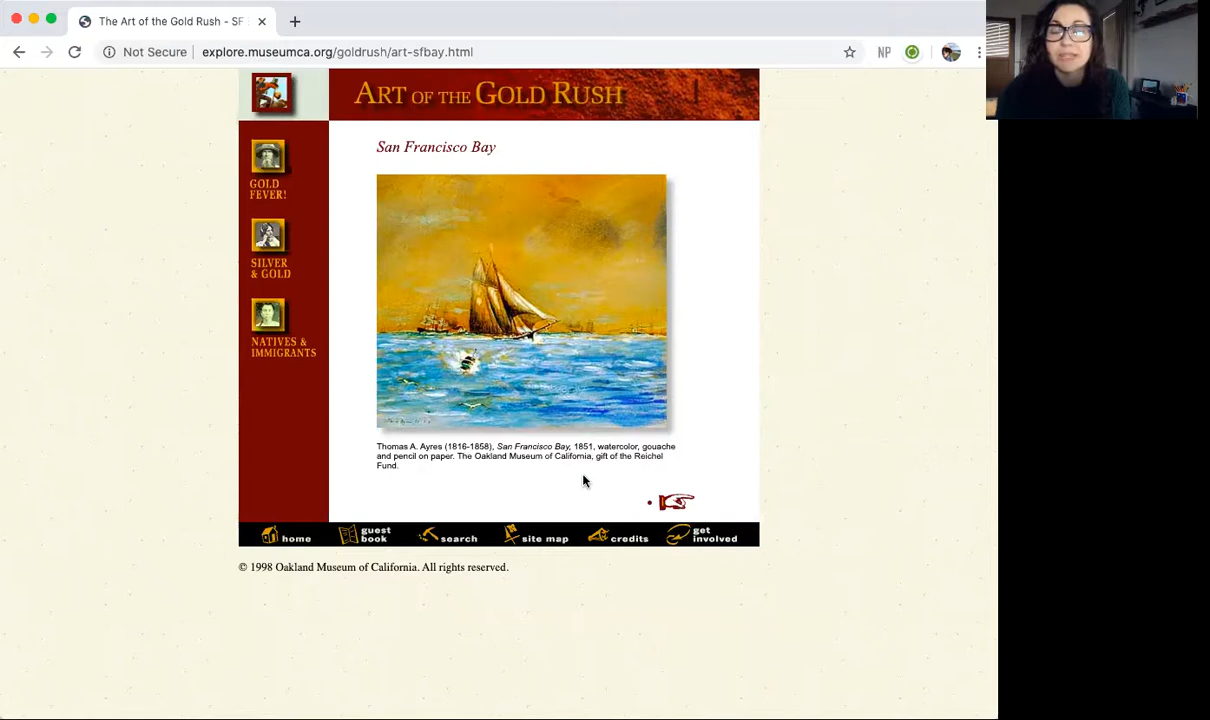 The Art of the Gold Rush - SF
Not Secure
explore.museumca.org/goldrush/art-sfbay.html
NP
ART OF THE GOLD RUSH
San Francisco Bay
GOLD
FEVER!
SILVER
& GOLD
NATIVES &
IMMIGRANTS
Thomas A. Ayres (1816-1858), San Francisco Bay, 1851, watercolor, gouache
and pencil on paper. The Oakland Museum of California, gift of the Reichel
Fund.
home
guest
book
search
site map
credits
get
involved
© 1998 Oakland Museum of California. All rights reserved.